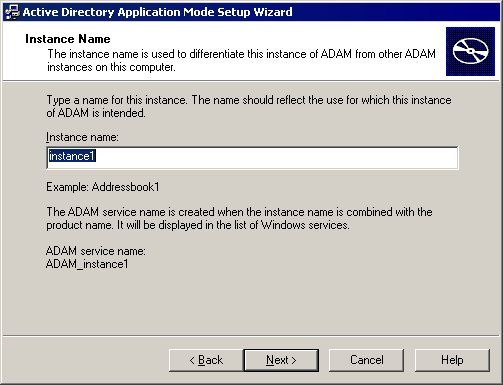 Active Directory Application Mode Setup Wizard
Instance Name
The instance name is used to differentiate this instance of ADAM from other ADAM
instances on this computer.
Type a name for this instance. The name should reflect the use for which this instance
of ADAM is intended.
Instance name:
instance1
Example: Addressbook1
The ADAM service name is created when the instance name is combined with the
product name. It will be displayed in the list of Windows services.
ADAM service name:
ADAM_instance1
< Back Next > Cancel Help